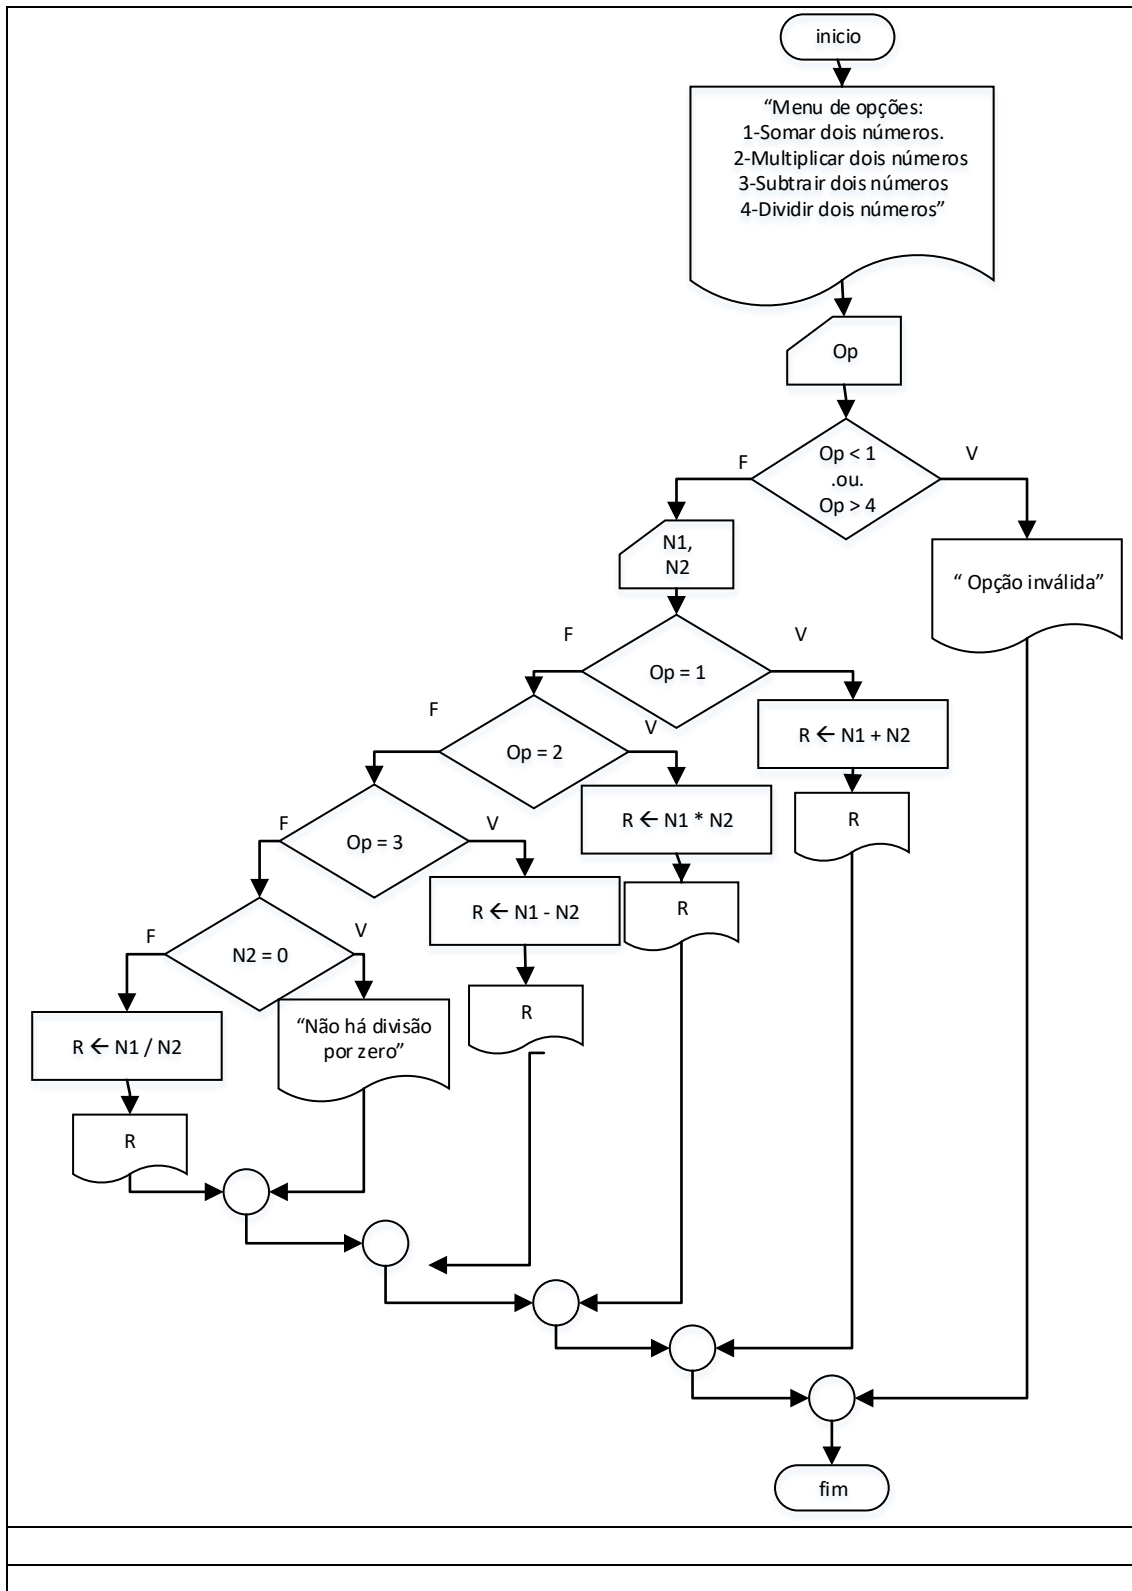 inicio
“Menu de opções:
1-Somar dois números.
2-Multiplicar dois números
3-Subtrair dois números
4-Dividir dois números”
Op
Op < 1
.ou.
Op > 4
F
V
N1,
N2
“ Opção inválida”
Op = 1
F
V
R ← N1 + N2
R
Op = 2
F
V
R ← N1 * N2
R
Op = 3
F
V
R ← N1 - N2
R
N2 = 0
F
V
R ← N1 / N2
“Não há divisão
por zero”
R
fim